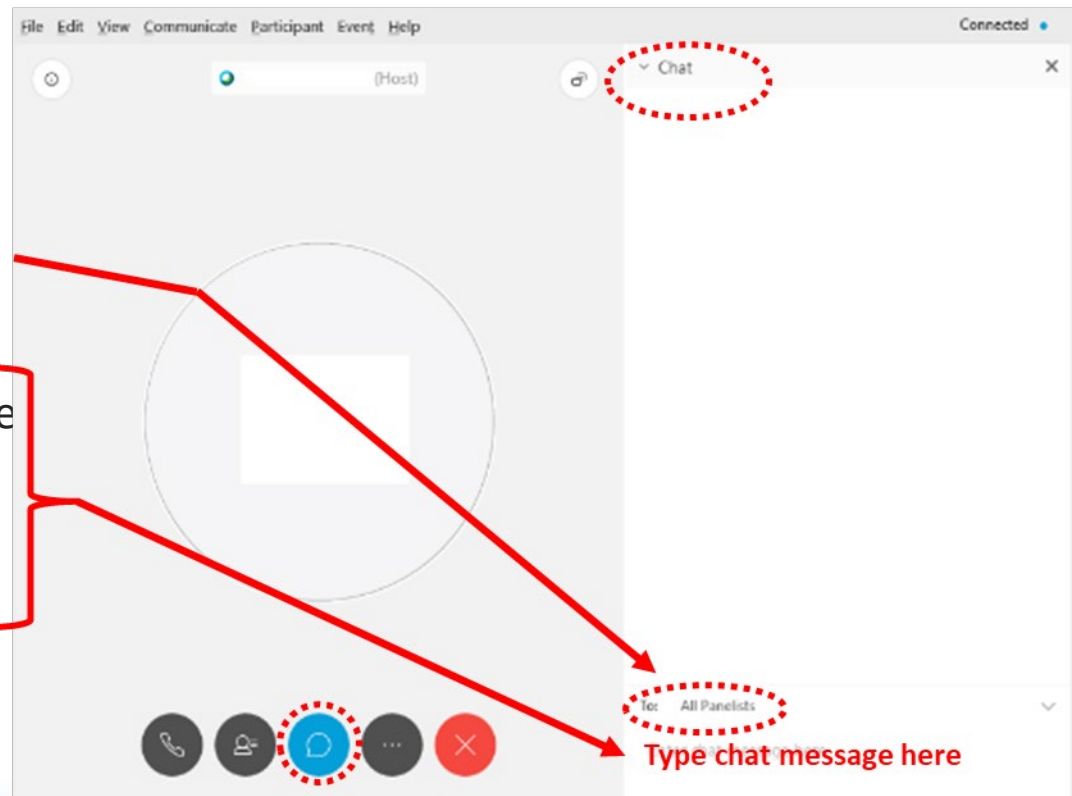 File Edit View Communicate Participant Event Help
Connected
(Host)
Chat
e
To: All Panelists
Type chat message here